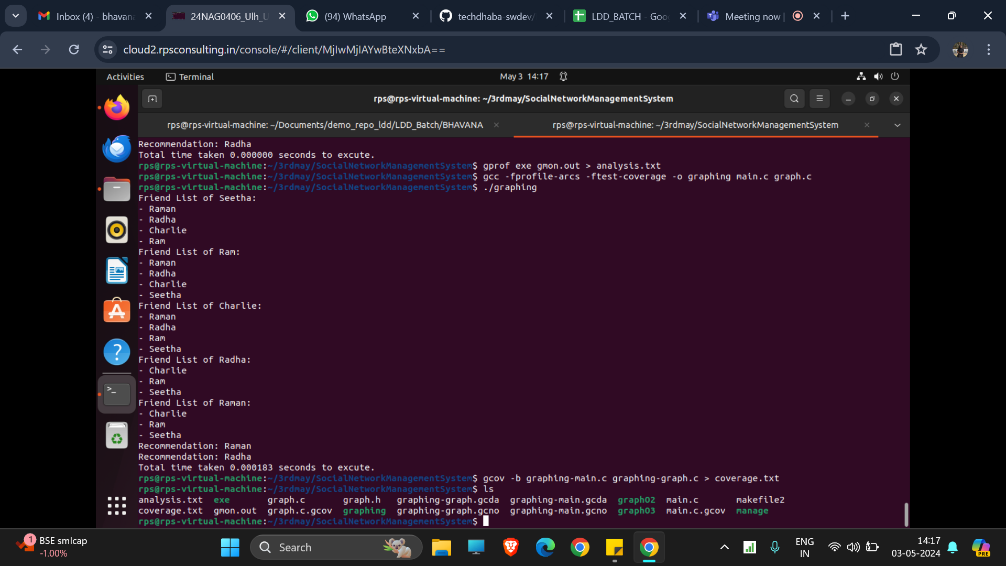 Inbox (90) - bhavana
24NAG0406_Ulh_U
(94) WhatsApp
techdhaba-swdev/
LDD_BATCH - Goo
Meeting now |
cloud2.rpsconsulting.in/console/#/client/MjIwMjIAYwBteXNxbA==
Activities
Terminal
May 3 14:17
rps@rps-virtual-machine: ~/3rdmay/SocialNetworkManagementSystem
rps@rps-virtual-machine: ~/Documents/demo_repo_ldd/LDD_Batch/BHAVANA
rps@rps-virtual-machine: ~/3rdmay/SocialNetworkManagementSystem
Recommendation: Radha
Total time taken 0.000000 seconds to excute.
rps@rps-virtual-machine:~/3rdmay/SocialNetworkManagementSystem$ gprof exe gmon.out > analysis.txt
rps@rps-virtual-machine:~/3rdmay/SocialNetworkManagementSystem$ gcc -fprofile-arcs -ftest-coverage -o graphing main.c graph.c
rps@rps-virtual-machine:~/3rdmay/SocialNetworkManagementSystem$ ./graphing
Friend List of Seetha:
- Raman
- Radha
- Charlie
- Ram
Friend List of Ram:
- Raman
- Radha
- Charlie
- Seetha
Friend List of Charlie:
- Raman
- Radha
- Ram
- Seetha
Friend List of Radha:
- Charlie
- Ram
- Seetha
Friend List of Raman:
- Charlie
- Ram
- Seetha
Recommendation: Raman
Recommendation: Radha
Total time taken 0.000183 seconds to excute.
rps@rps-virtual-machine:~/3rdmay/SocialNetworkManagementSystem$ gcov -b graphing-main.c graphing-graph.c > coverage.txt
rps@rps-virtual-machine:~/3rdmay/SocialNetworkManagementSystem$ ls
analysis.txt exe graph.c graph.h graphing-graph.gcda graphing-main.gcda graph02 main.c makefile2
coverage.txt gmon.out graph.c.gcov graphing graphing-graph.gcno graphing-main.gcno graph03 main.c.gcov manage
rps@rps-virtual-machine:~/3rdmay/SocialNetworkManagementSystem$
1
BSE smlcap
-1.00%
Search
ENG
IN
14:17
03-05-2024
PRE